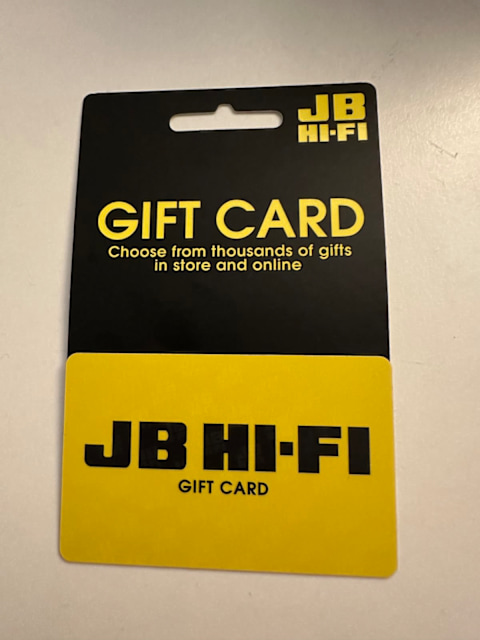 JB
HI-FI
GIFT CARD
Choose from thousands of gifts
in store and online
JB HI-FI
GIFT CARD